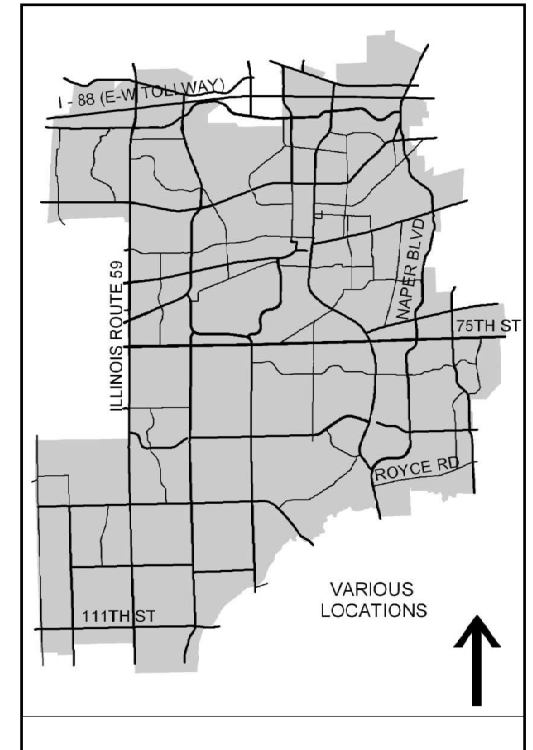 I - 88 (E-W TOLLWAY)
ILLINOIS ROUTE 59
NAPER BLVD
75TH ST
ROYCE RD
VARIOUS
LOCATIONS
111TH ST